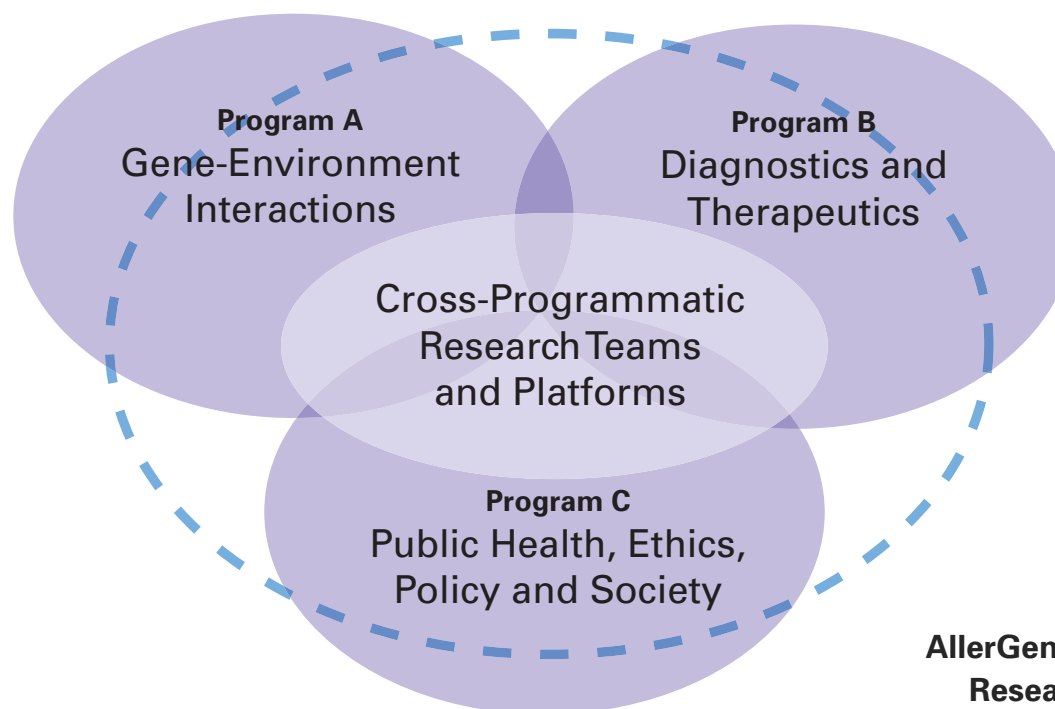 Program A
Gene-Environment
Interactions
Program B
Diagnostics and
Therapeutics
Cross-Programmatic
Research Teams
and Platforms
Program C
Public Health, Ethics,
Policy and Society
AllerGen